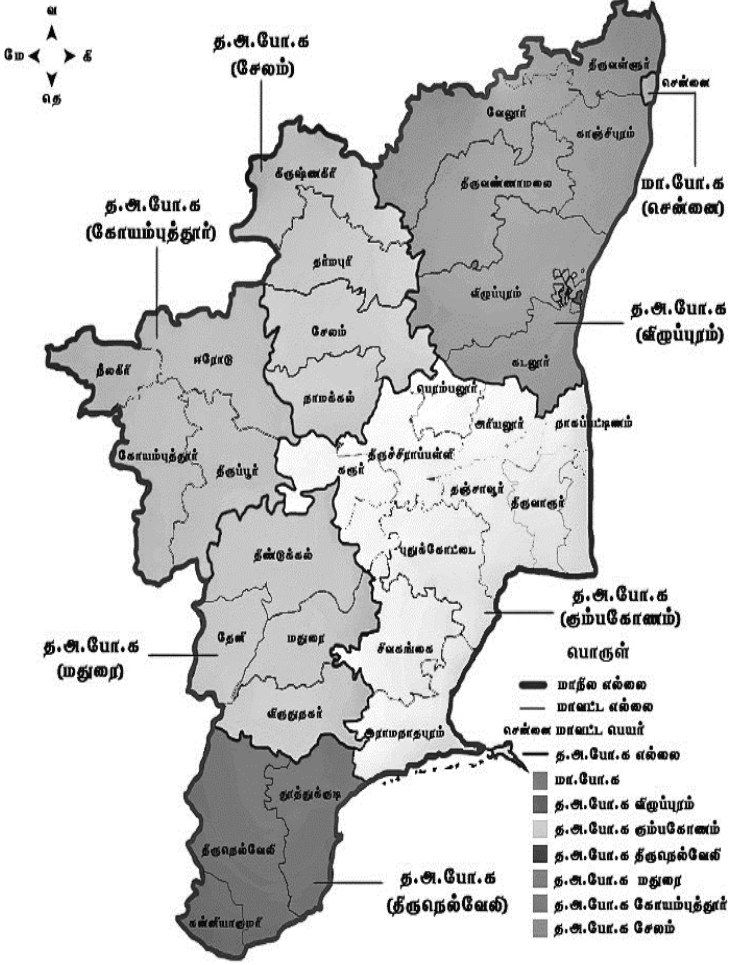 வ
மே
கி
தெ
த.அ.போ.க
(சேலம்)
திருவள்ளூர்
சென்னை
வேலூர்
காஞ்சிபுரம்
கிருஷ்ணகிரி
திருவண்ணாமலை
மா.போ.க
(சென்னை)
த.அ.போ.க
(கோயம்புத்தூர்)
தர்மபுரி
விழுப்புரம்
த.அ.போ.க
(விழுப்புரம்)
சேலம்
ஈரோடு
நீலகிரி
கடலூர்
நாமக்கல்
பெரம்பலூர்
அரியலூர்
நாகப்பட்டிணம்
கோயம்புத்தூர்
திருப்பூர்
கரூர்
திருச்சிராப்பள்ளி
தஞ்சாவூர்
திருவாரூர்
திண்டுக்கல்
புதுக்கோட்டை
த.அ.போ.க
(கும்பகோணம்)
தேனி
மதுரை
சிவகங்கை
த.அ.போ.க
(மதுரை)
விருதுநகர்
இராமநாதபுரம்
பொருள்
மாநில எல்லை
மாவட்ட எல்லை
சென்னை மாவட்ட பெயர்
த.அ.போ.க எல்லை
மா.போ.க
த.அ.போ.க விழுப்புரம்
த.அ.போ.க கும்பகோணம்
த.அ.போ.க திருநெல்வேலி
த.அ.போ.க மதுரை
த.அ.போ.க கோயம்புத்தூர்
த.அ.போ.க சேலம்
தூத்துக்குடி
திருநெல்வேலி
த.அ.போ.க
(திருநெல்வேலி)
கன்னியாகுமரி